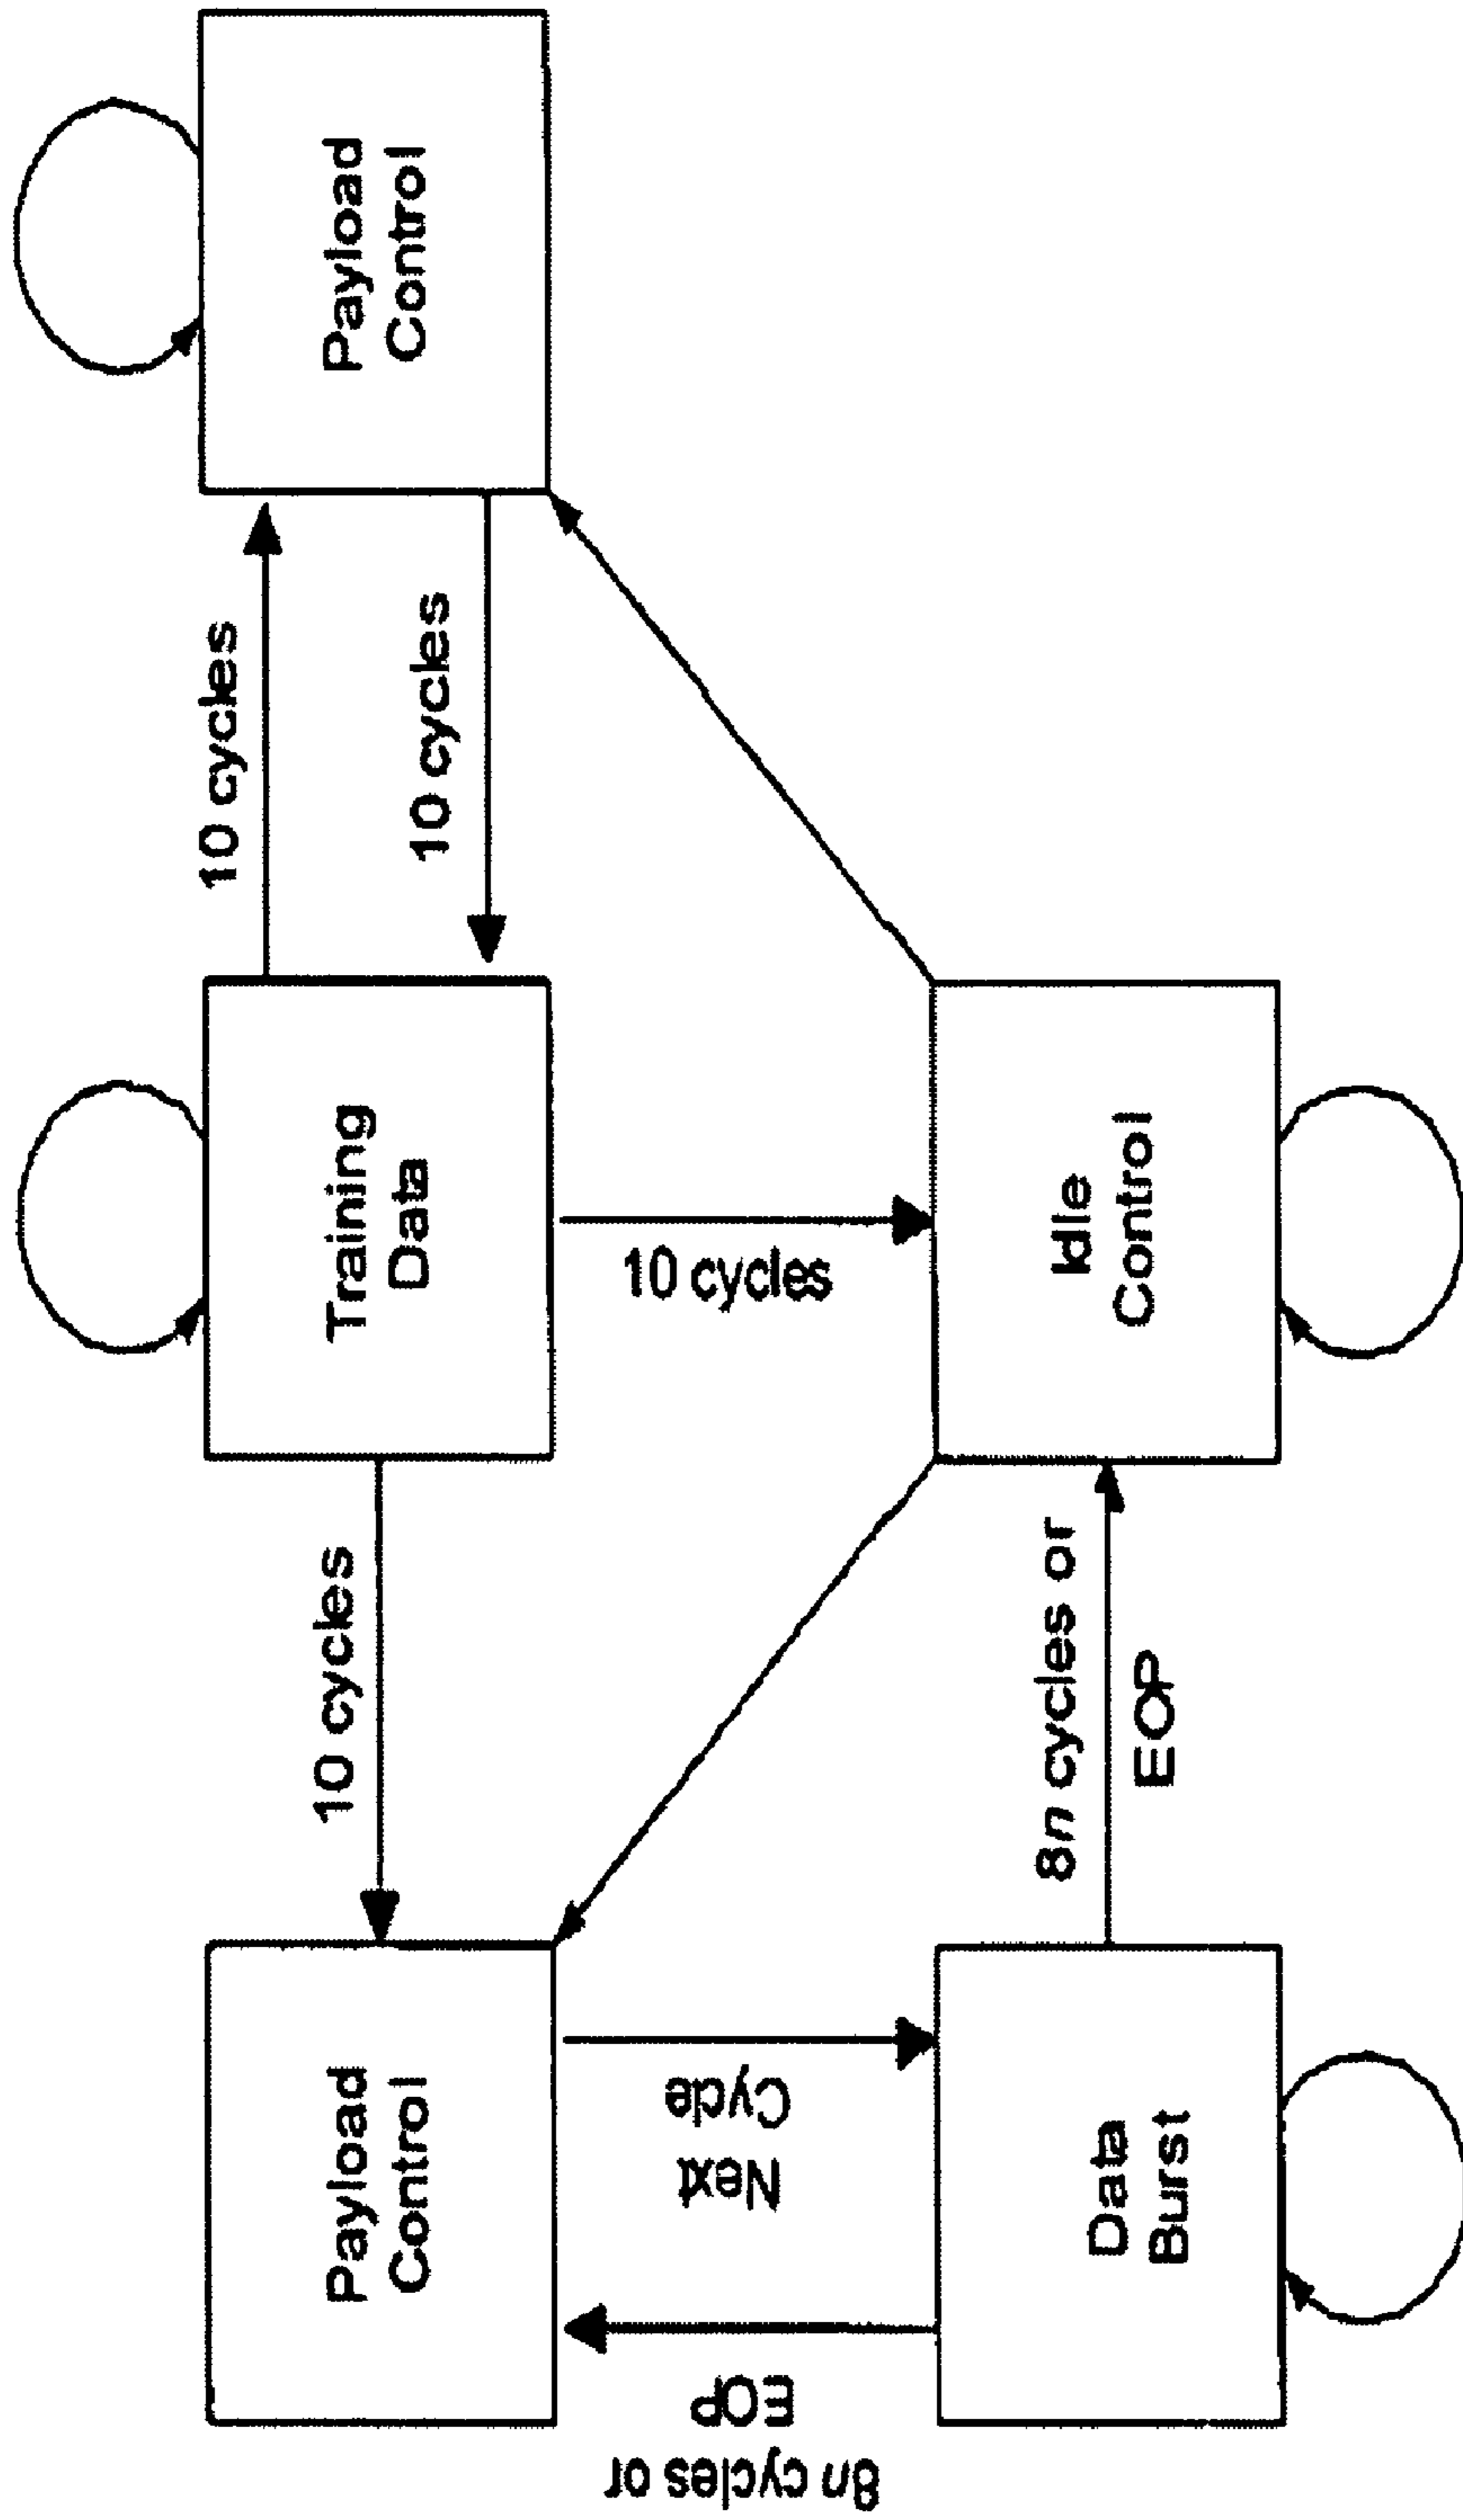 Payload
Control
10 cycles
Training
Data
10 cycles
10 cycles
Payload
Control
8n cycles or
EOP
Next
Cycle
10 cycles
Data
Burst
8n cycles or
EOP
Idle
Control